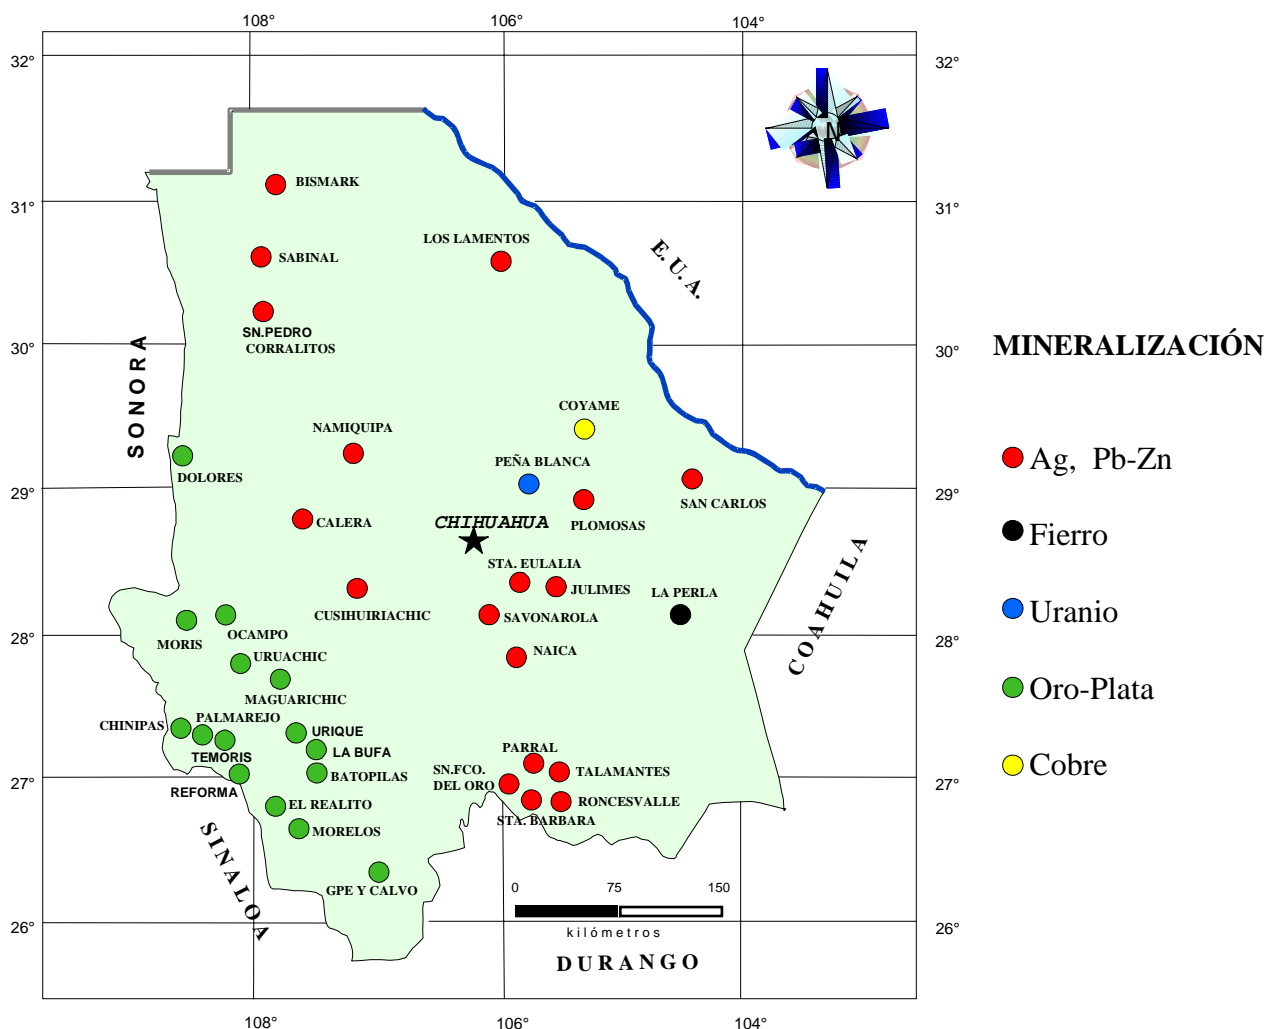 108°
106°
104°
32°
32°
N
BISMARK
31°
31°
LOS LAMENTOS
E.U.A.
SABINAL
SN.PEDRO
CORRALITOS
30°
30°
SONORA
MINERALIZACIÓN
COYAME
NAMIQUIPA
PEÑA BLANCA
DOLORES
Ag, Pb-Zn
29°
29°
SAN CARLOS
CALERA
CHIHUAHUA
PLOMOSAS
Fierro
STA. EULALIA
JULIMES
LA PERLA
COAHUILA
CUSIHUIRIACHIC
SAVONAROLA
Uranio
OCAMPO
MORIS
28°
28°
URUACHIC
NAICA
MAGUARICHIC
Oro-Plata
CHINIPAS
PALMAREJO
URIQUE
TEMORIS
LA BUFA
PARRAL
Cobre
BATOPILAS
SN.FCO.
DEL ORO
TALAMANTES
27°
27°
REFORMA
EL REALITO
RONCESVALLE
STA. BARBARA
MORELOS
SINALOA
GPE Y CALVO
0
75
150
kilómetros
26°
26°
DURANGO
108°
106°
104°